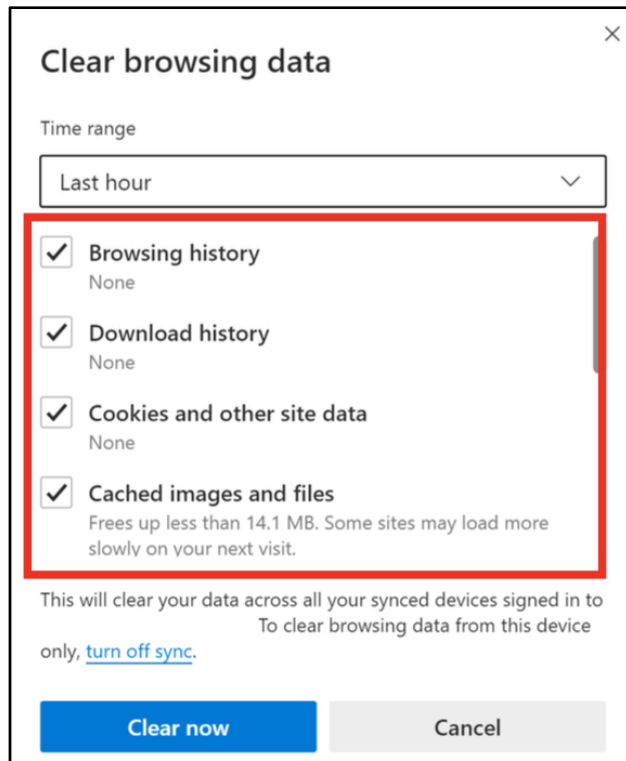 Clear browsing data
Time range
Last hour
Browsing history
None
Download history
None
Cookies and other site data
None
Cached images and files
Frees up less than 14.1 MB. Some sites may load more
slowly on your next visit.
This will clear your data across all your synced devices signed in to
To clear browsing data from this device
only, turn off sync.
Clear now
Cancel